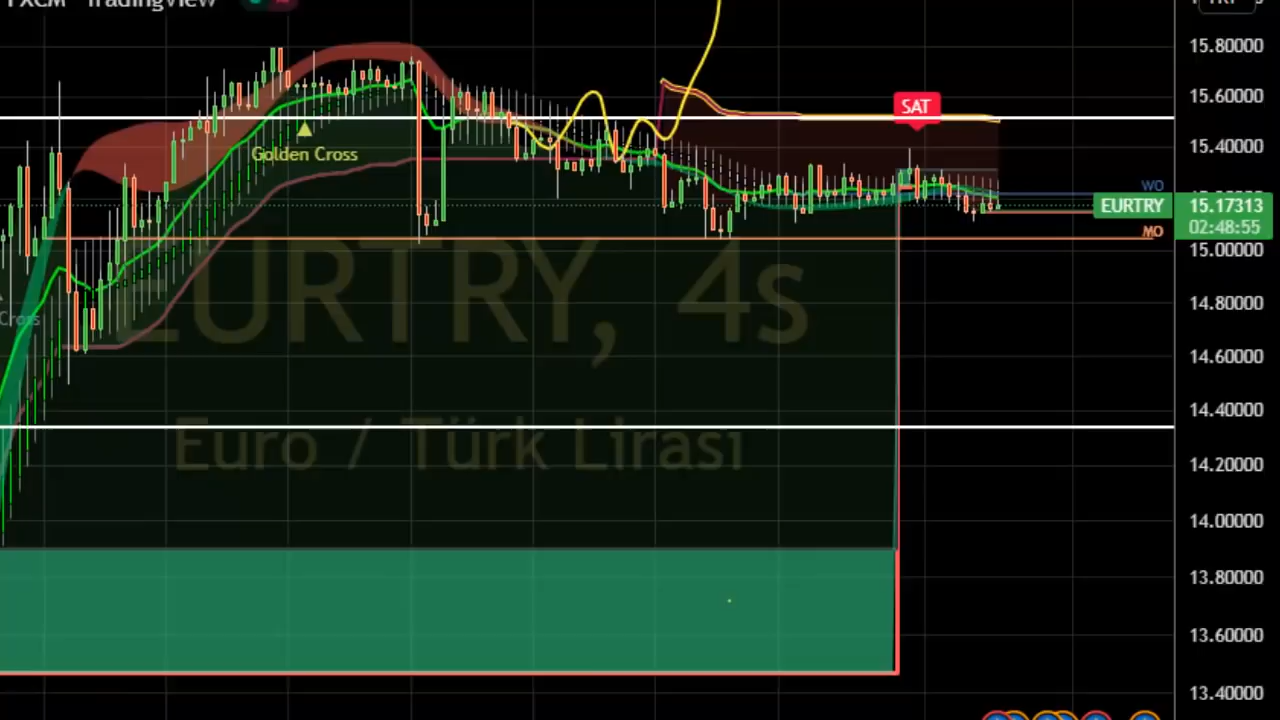 FXCM TradingView
15.80000
15.60000
SAT
15.40000
Golden Cross
WO
EURTRY 15.17313
02:48:55
MO
15.00000
EURTRY, 4s
14.80000
Cross
14.60000
14.40000
Euro / Türk Lirası
14.20000
14.00000
13.80000
13.60000
13.40000